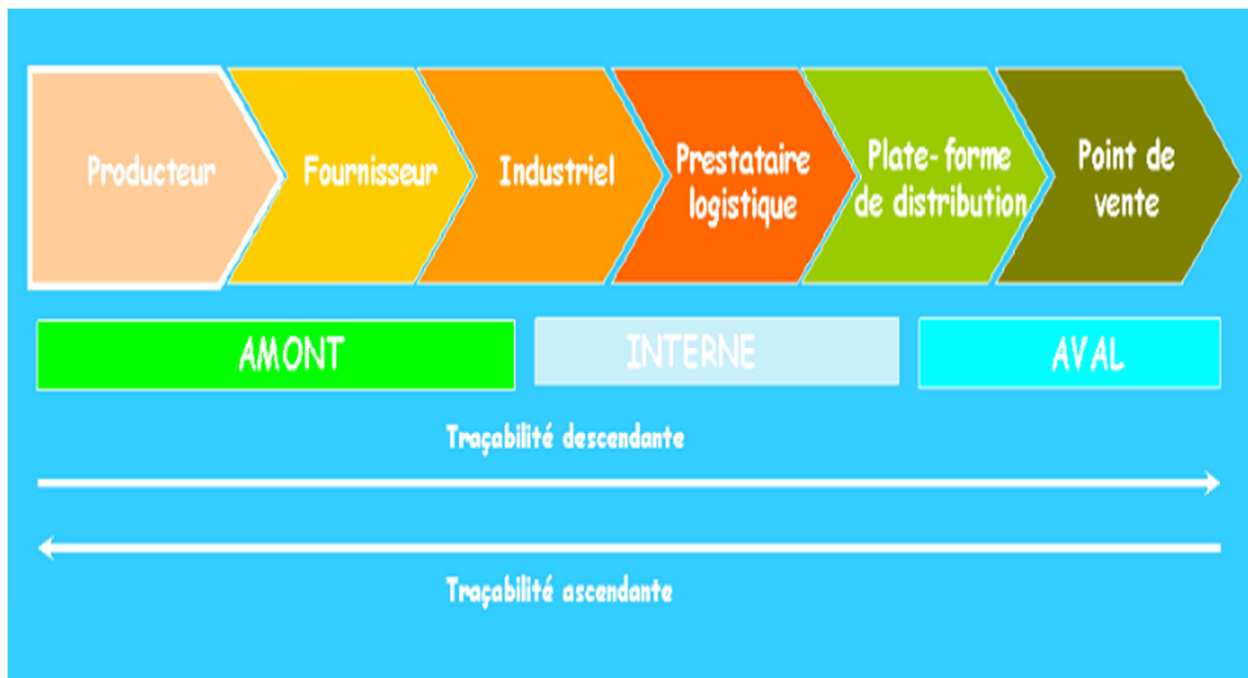 Producteur
Fournisseur
Industriel
Prestataire
logistique
Plate-forme
de distribution
Point de
vente
AMONT
INTERNE
AVAL
Traçabilité descendante
Traçabilité ascendante